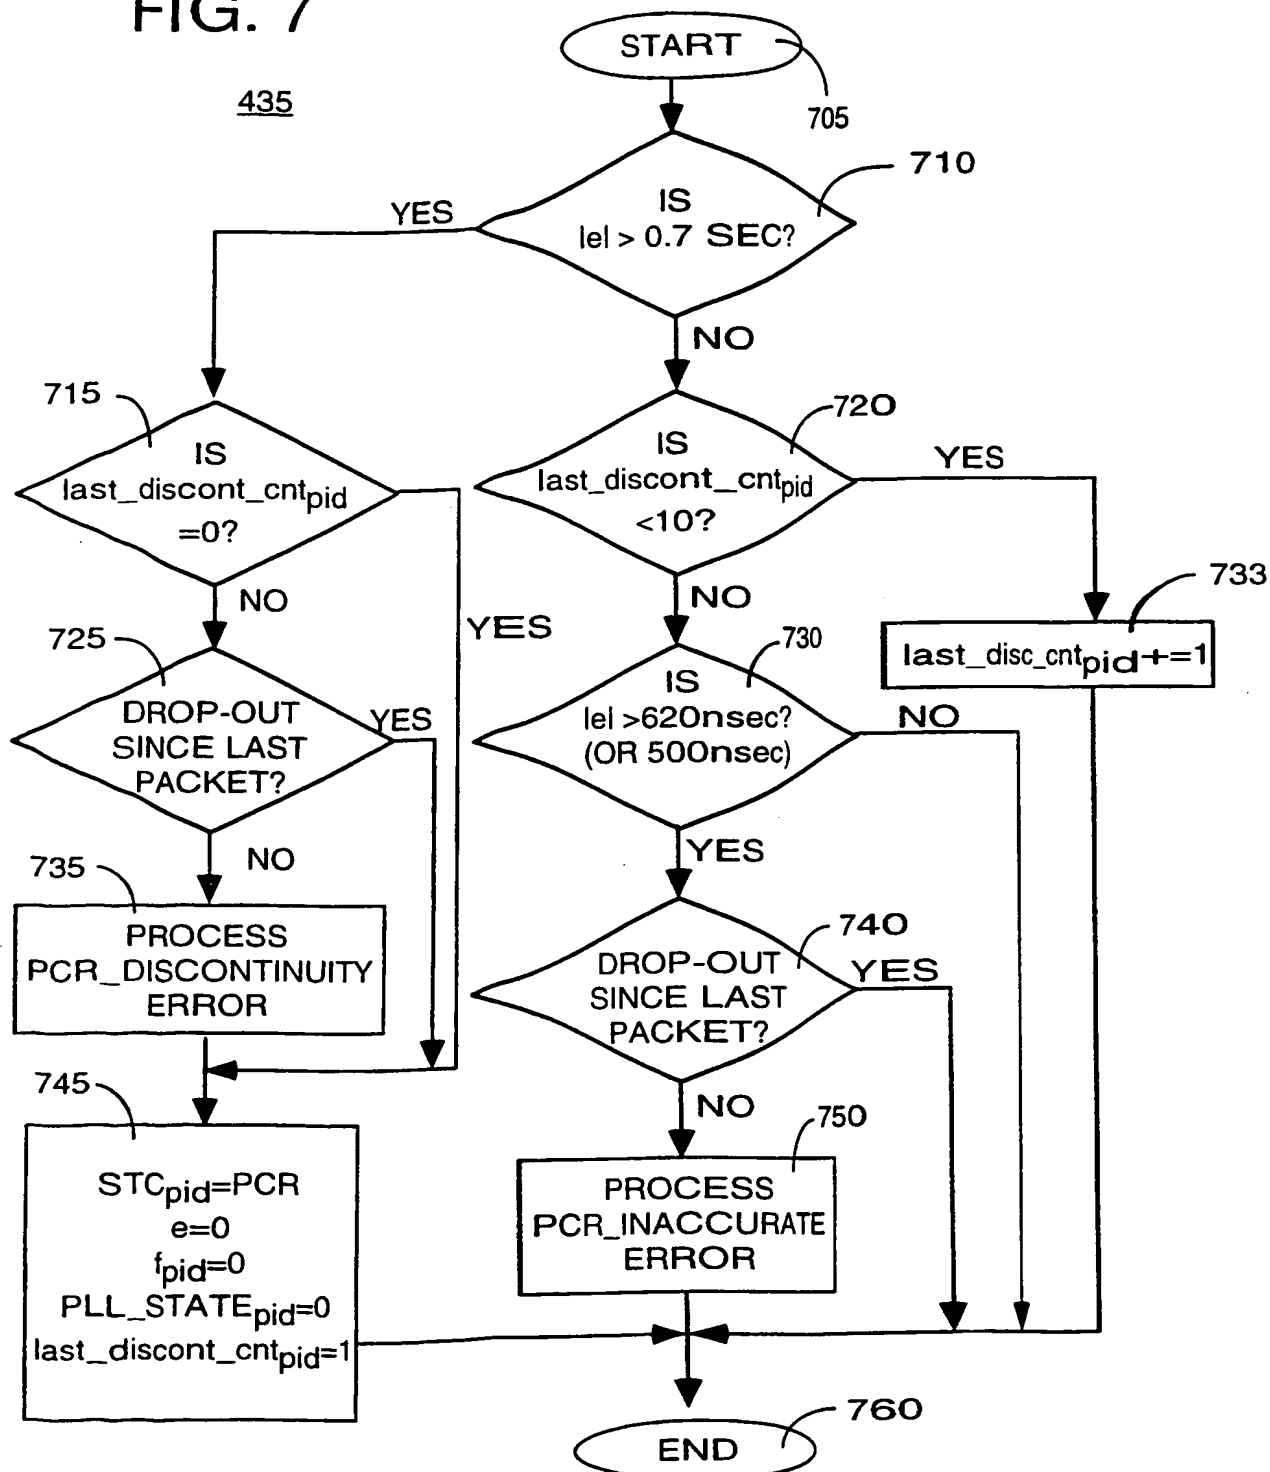 FIG. 7
435
START
705
710
IS
|e| > 0.7 SEC?
YES
NO
715
IS
last_discont_cntpid
=0?
720
IS
last_discont_cntpid
<10?
YES
NO
YES
NO
733
last_disc_cntpid+=1
725
DROP-OUT
SINCE LAST
PACKET?
YES
NO
730
IS
|e| >620nsec?
(OR 500nsec)
NO
YES
735
PROCESS
PCR_DISCONTINUITY
ERROR
740
DROP-OUT
SINCE LAST
PACKET?
YES
NO
745
STCpid=PCR
e=0
fpid=0
PLL_STATEpid=0
last_discont_cntpid=1
750
PROCESS
PCR_INACCURATE
ERROR
760
END